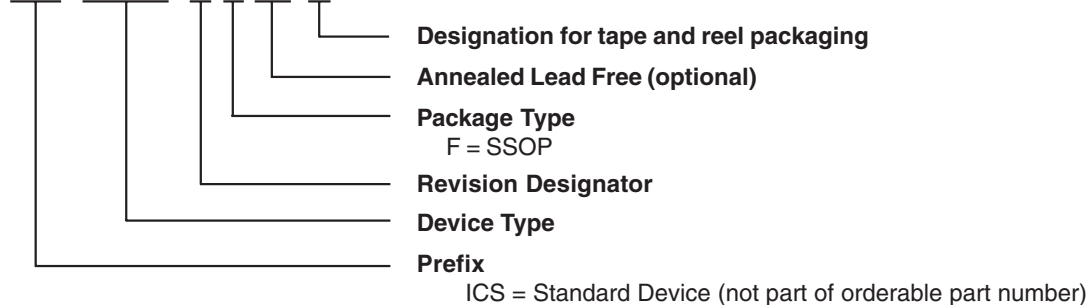 Designation for tape and reel packaging
Annealed Lead Free (optional)
Package Type
F = SSOP
Revision Designator
Device Type
Prefix
ICS = Standard Device (not part of orderable part number)